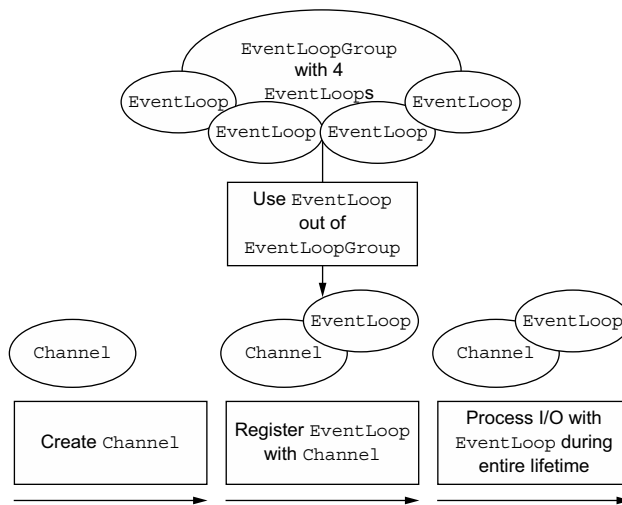 EventLoopGroup
with 4
EventLoops
EventLoop
EventLoop
EventLoop
EventLoop
Use EventLoop
out of
EventLoopGroup
EventLoop
EventLoop
Channel
Channel
Channel
Create Channel
Register EventLoop
with Channel
Process I/O with
EventLoop during
entire lifetime